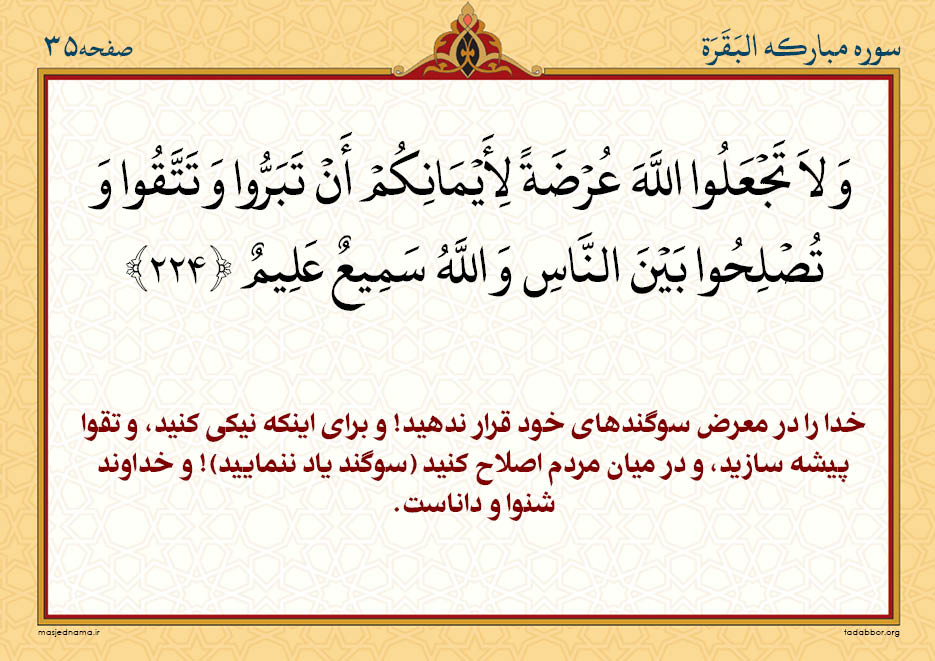 سوره مبارکه البَقَرَة
صفحه۳۵
وَ لاَ تَجْعَلُوا اللَّهَ عُرْضَةً لِأَيْمَانِكُمْ أَنْ تَبَرُّوا وَ تَتَّقُوا وَ
تُصْلِحُوا بَيْنَ النَّاسِ وَ اللَّهُ سَمِيعٌ عَلِيمٌ ﴿۲۲۴﴾
خدا را در معرض سوگندهای خود قرار ندهید! و برای اینکه نیکی کنید، و تقوا
پیشه سازید، و در میان مردم اصلاح کنید (سوگند یاد ننمایید)! و خداوند
شنوا و داناست.
masjednama.ir
tadabbor.org